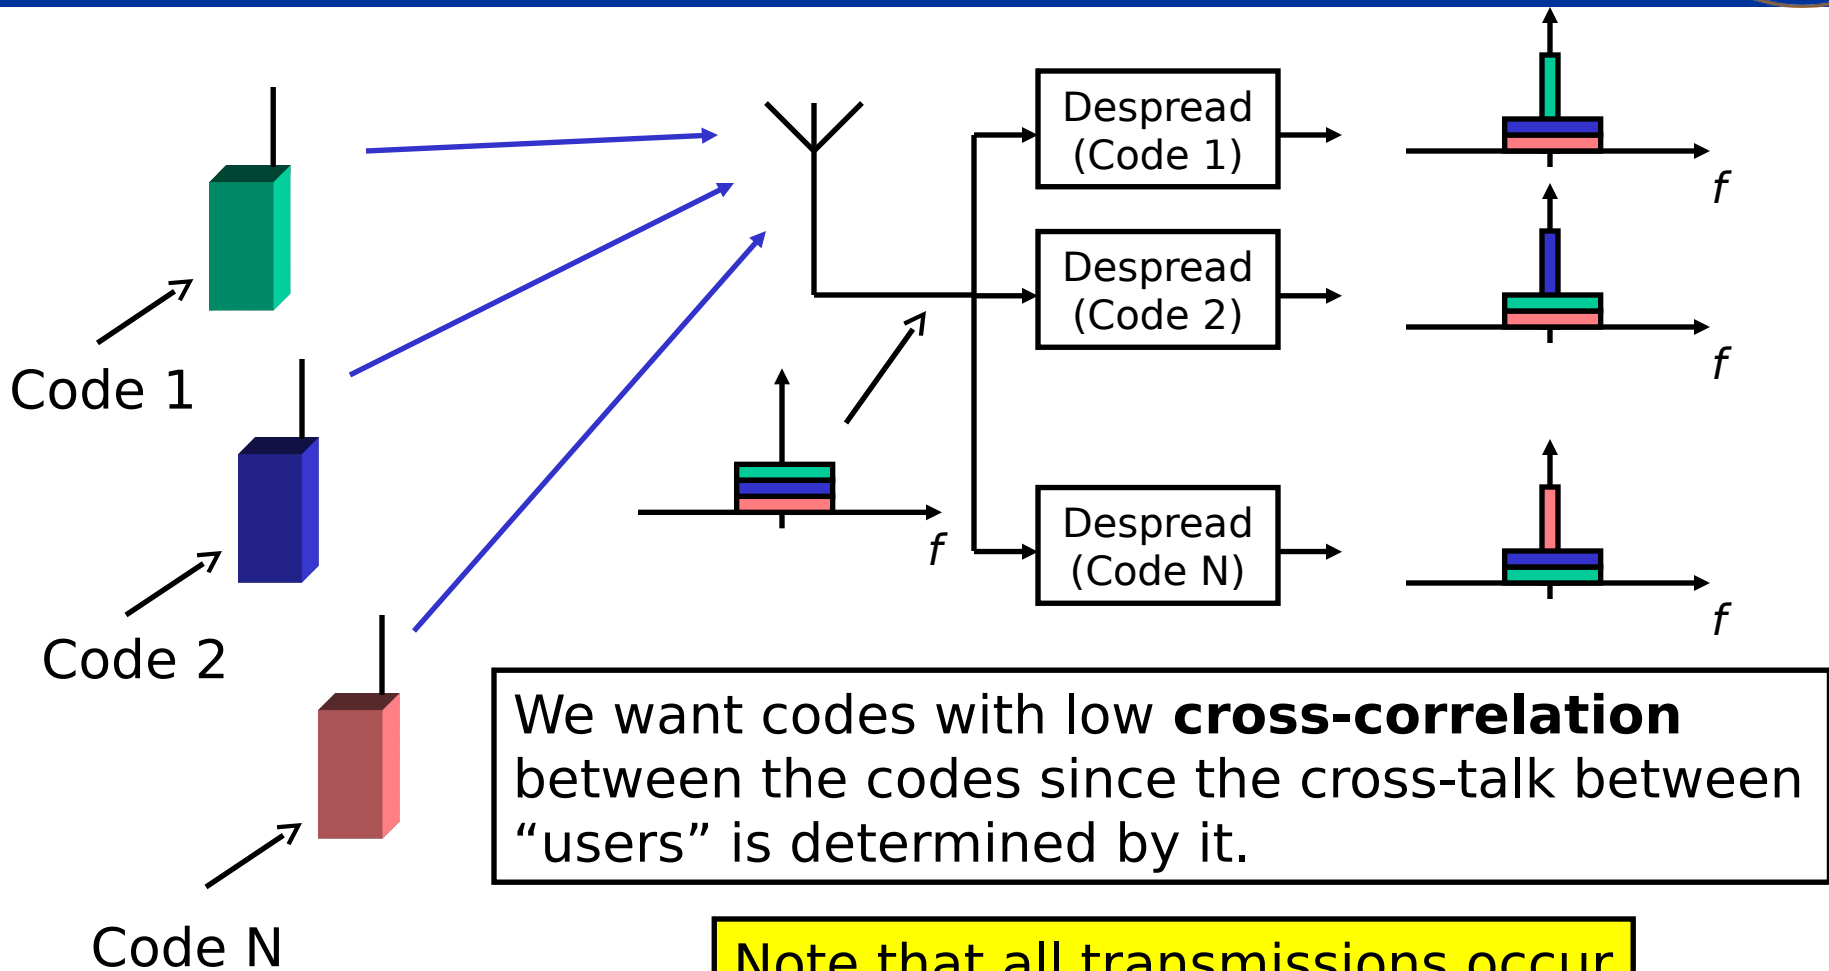 Code 1
Code 2
Code N
Despread
(Code 1)
f
Despread
(Code 2)
f
f
Despread
(Code N)
f
We want codes with low cross-correlation
between the codes since the cross-talk between
“users” is determined by it.
Note that all transmissions occur